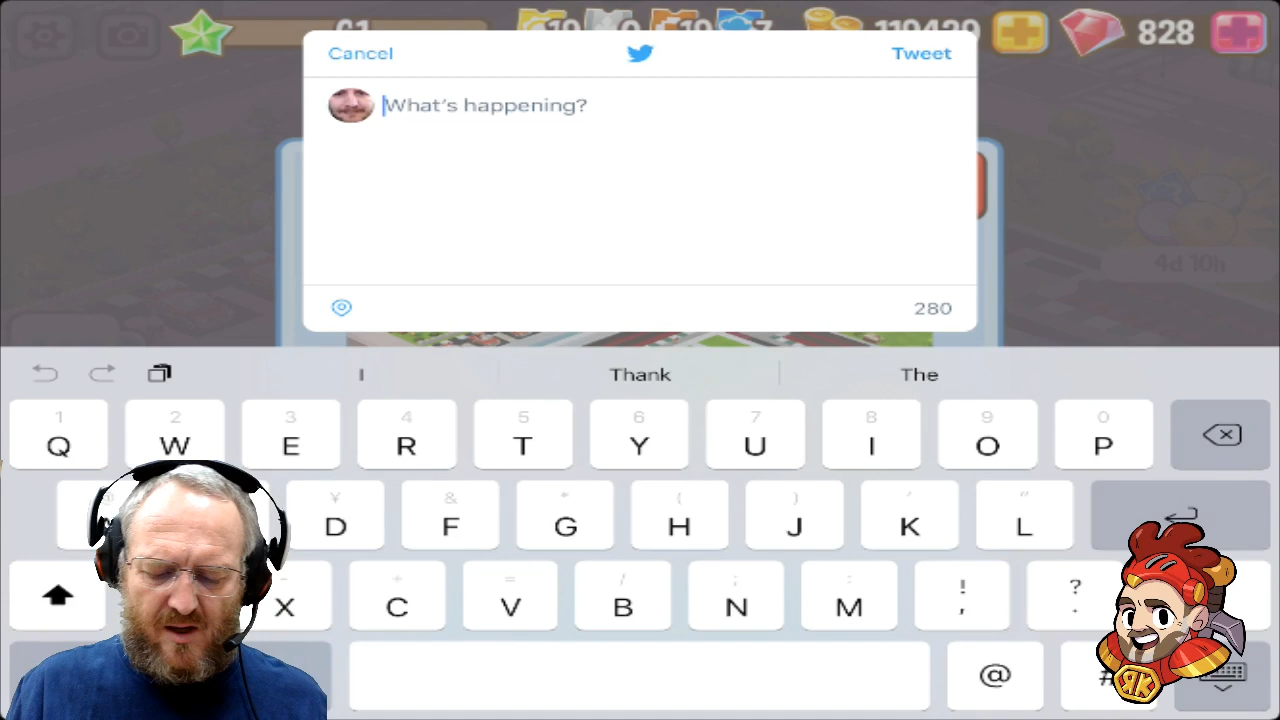 828
Cancel
Tweet
What's happening?
4d 10h
280
I
Thank
The
1 2 3 4 5 6 7 8 9 0
Q W E R T Y U I O P
¥ & * ( ) ' "
D F G H J K L
- + = / ; : ! ?
X C V B N M , .
@ #
RK